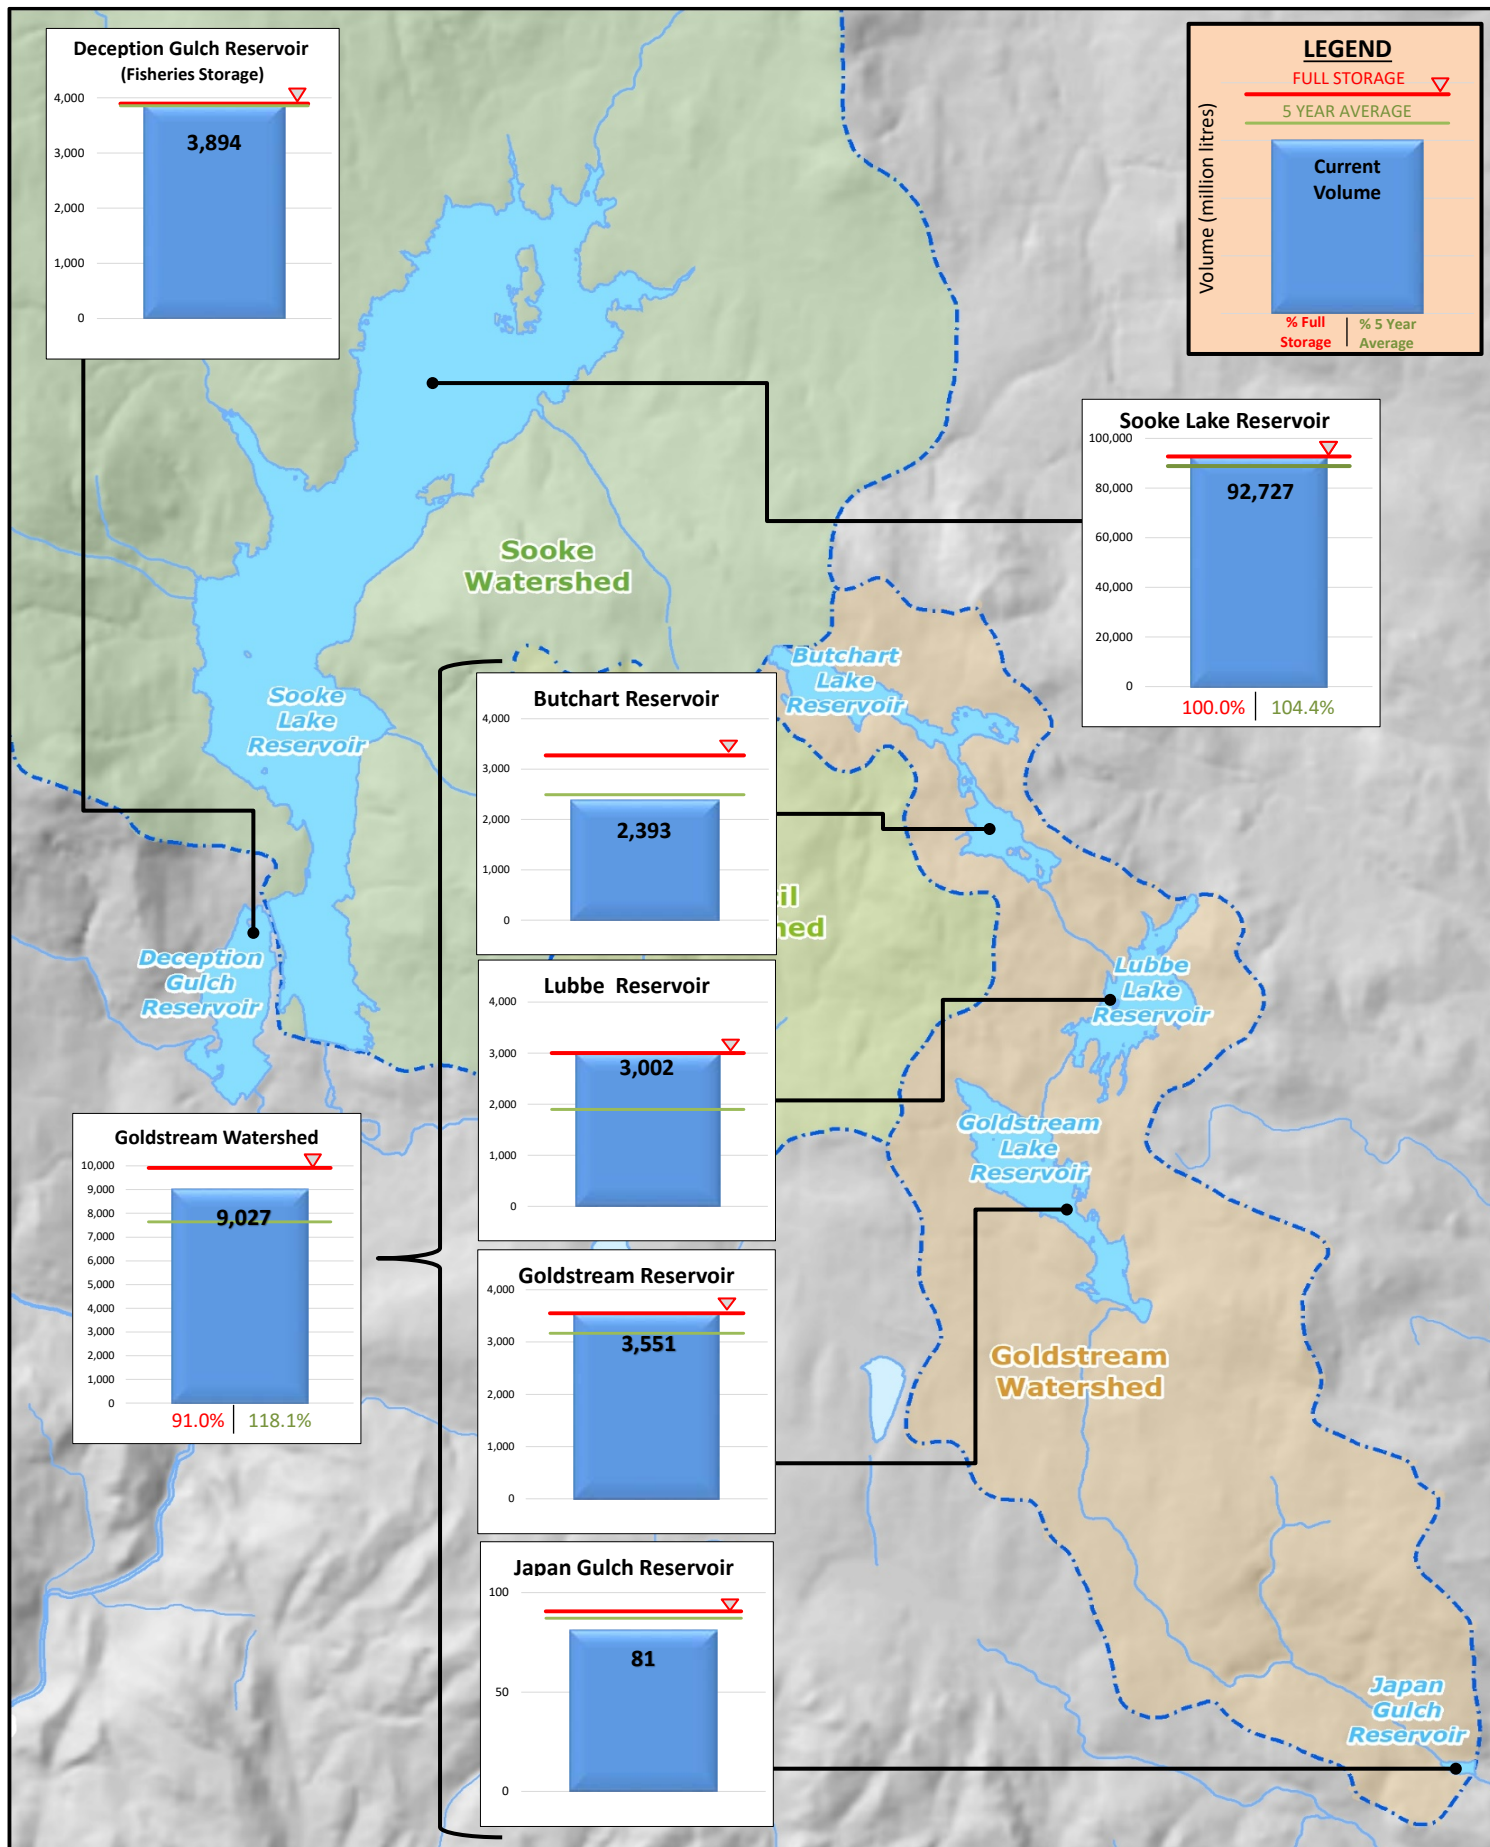 Deception Gulch Reservoir
(Fisheries Storage)
4,000
3,000
2,000
1,000
0
3,894
LEGEND
FULL STORAGE
5 YEAR AVERAGE
Current
Volume
Volume (million litres)
% Full
Storage
% 5 Year
Average
Sooke Lake Reservoir
100,000
80,000
60,000
40,000
20,000
0
92,727
100.0%
104.4%
Sooke
Watershed
Sooke
Lake
Reservoir
Butchart
Lake
Reservoir
Butchart Reservoir
4,000
3,000
2,000
1,000
0
2,393
Deception
Gulch
Reservoir
Lubbe
Lake
Reservoir
Lubbe Reservoir
4,000
3,000
2,000
1,000
0
3,002
Goldstream
Lake
Reservoir
Goldstream Watershed
10,000
9,000
8,000
7,000
6,000
5,000
4,000
3,000
2,000
1,000
0
9,027
91.0%
118.1%
Goldstream Reservoir
4,000
3,000
2,000
1,000
0
3,551
Goldstream
Watershed
Japan Gulch Reservoir
100
50
0
81
Japan
Gulch
Reservoir